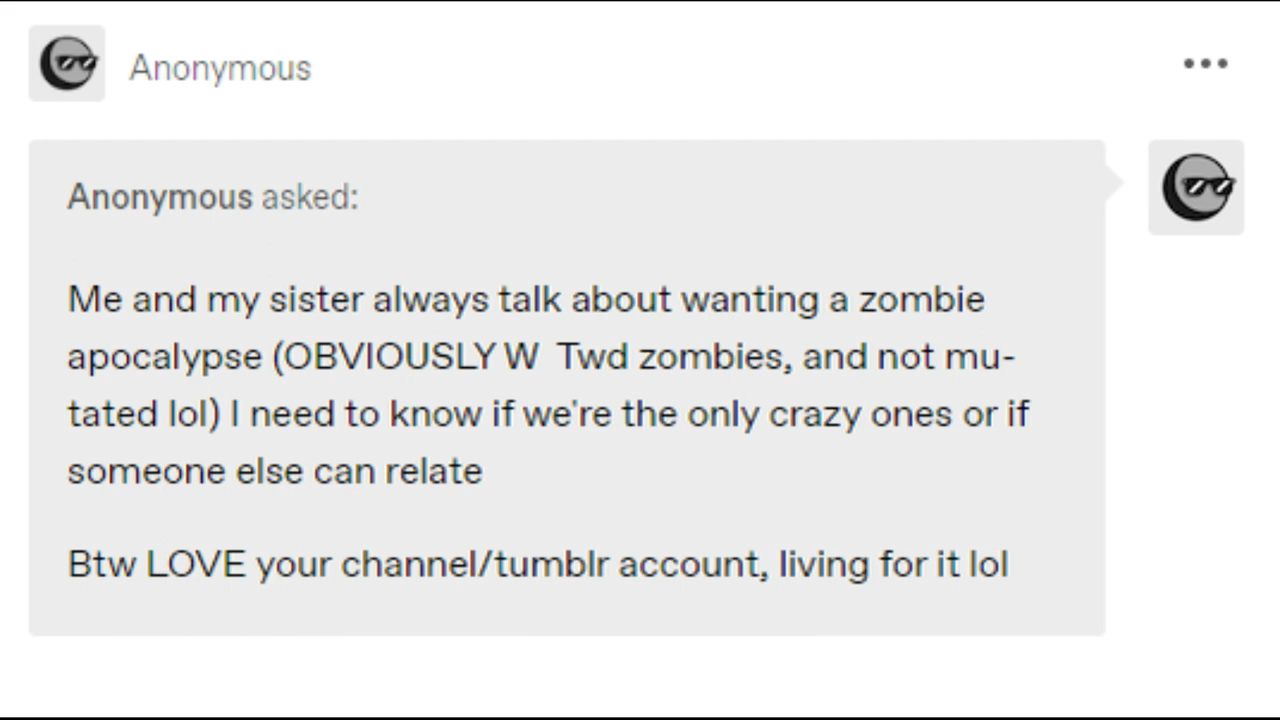 Anonymous
Anonymous asked:
Me and my sister always talk about wanting a zombie
apocalypse (OBVIOUSLY W  Twd zombies, and not mu-
tated lol) I need to know if we're the only crazy ones or if
someone else can relate
Btw LOVE your channel/tumblr account, living for it lol